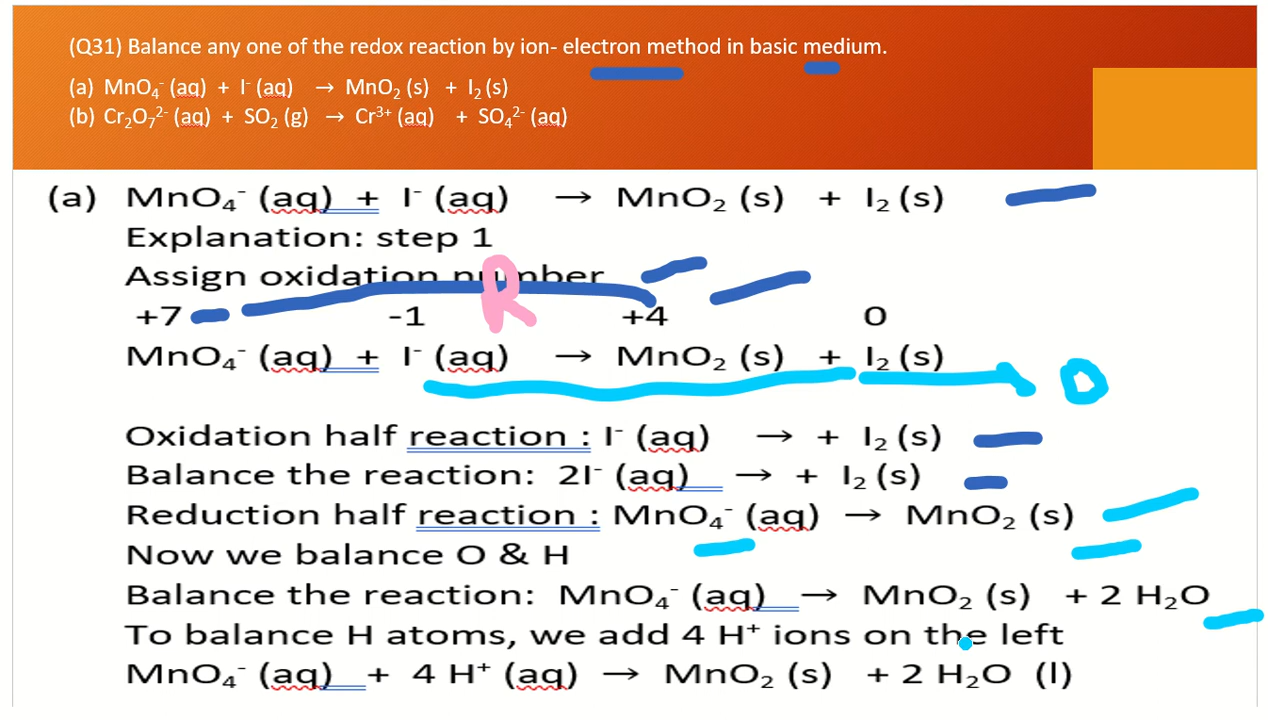 (Q31) Balance any one of the redox reaction by ion- electron method in basic medium.
(a) MnO₄⁻ (aq) + I⁻ (aq) → MnO₂ (s) + I₂ (s)
(b) Cr₂O₇²⁻ (aq) + SO₂ (g) → Cr³⁺ (aq) + SO₄²⁻ (aq)
(a) MnO₄⁻ (aq) + I⁻ (aq) → MnO₂ (s) + I₂ (s)
Explanation: step 1
Assign oxidation number
R
+7 -1 +4 0
MnO₄⁻ (aq) + I⁻ (aq) → MnO₂ (s) + I₂ (s)
O
Oxidation half reaction : I⁻ (aq) → + I₂ (s)
Balance the reaction: 2I⁻ (aq) → + I₂ (s)
Reduction half reaction : MnO₄⁻ (aq) → MnO₂ (s)
Now we balance O & H
Balance the reaction: MnO₄⁻ (aq) → MnO₂ (s) + 2 H₂O
To balance H atoms, we add 4 H⁺ ions on the left
MnO₄⁻ (aq) + 4 H⁺ (aq) → MnO₂ (s) + 2 H₂O (l)